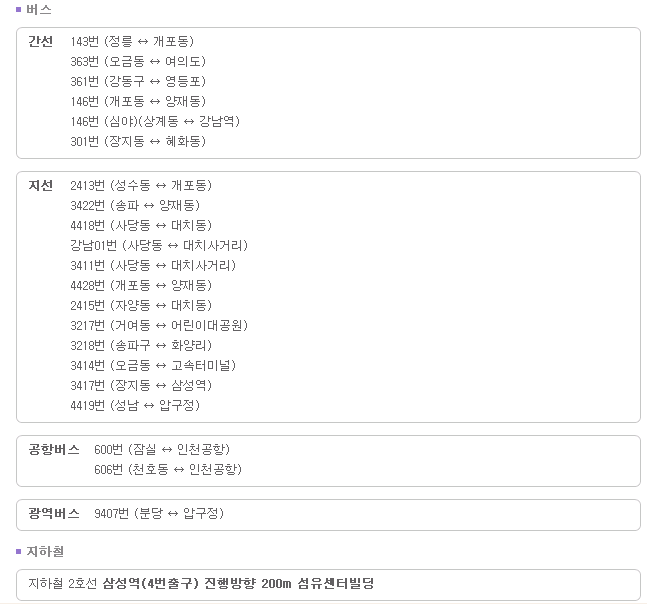 버스
간선 143번 (정릉 ↔ 개포동)
363번 (오금동 ↔ 여의도)
361번 (강동구 ↔ 영등포)
146번 (개포동 ↔ 양재동)
146번 (심야)(상계동 ↔ 강남역)
301번 (장지동 ↔ 혜화동)
지선 2413번 (성수동 ↔ 개포동)
3422번 (송파 ↔ 양재동)
4418번 (사당동 ↔ 대치동)
강남01번 (사당동 ↔ 대치사거리)
3411번 (사당동 ↔ 대치사거리)
4428번 (개포동 ↔ 양재동)
2415번 (자양동 ↔ 대치동)
3217번 (거여동 ↔ 어린이대공원)
3218번 (송파구 ↔ 화양리)
3414번 (오금동 ↔ 고속터미널)
3417번 (장지동 ↔ 삼성역)
4419번 (성남 ↔ 압구정)
공항버스 600번 (잠실 ↔ 인천공항)
606번 (천호동 ↔ 인천공항)
광역버스 9407번 (분당 ↔ 압구정)
지하철
지하철 2호선 삼성역(4번출구) 진행방향 200m 섬유센터빌딩